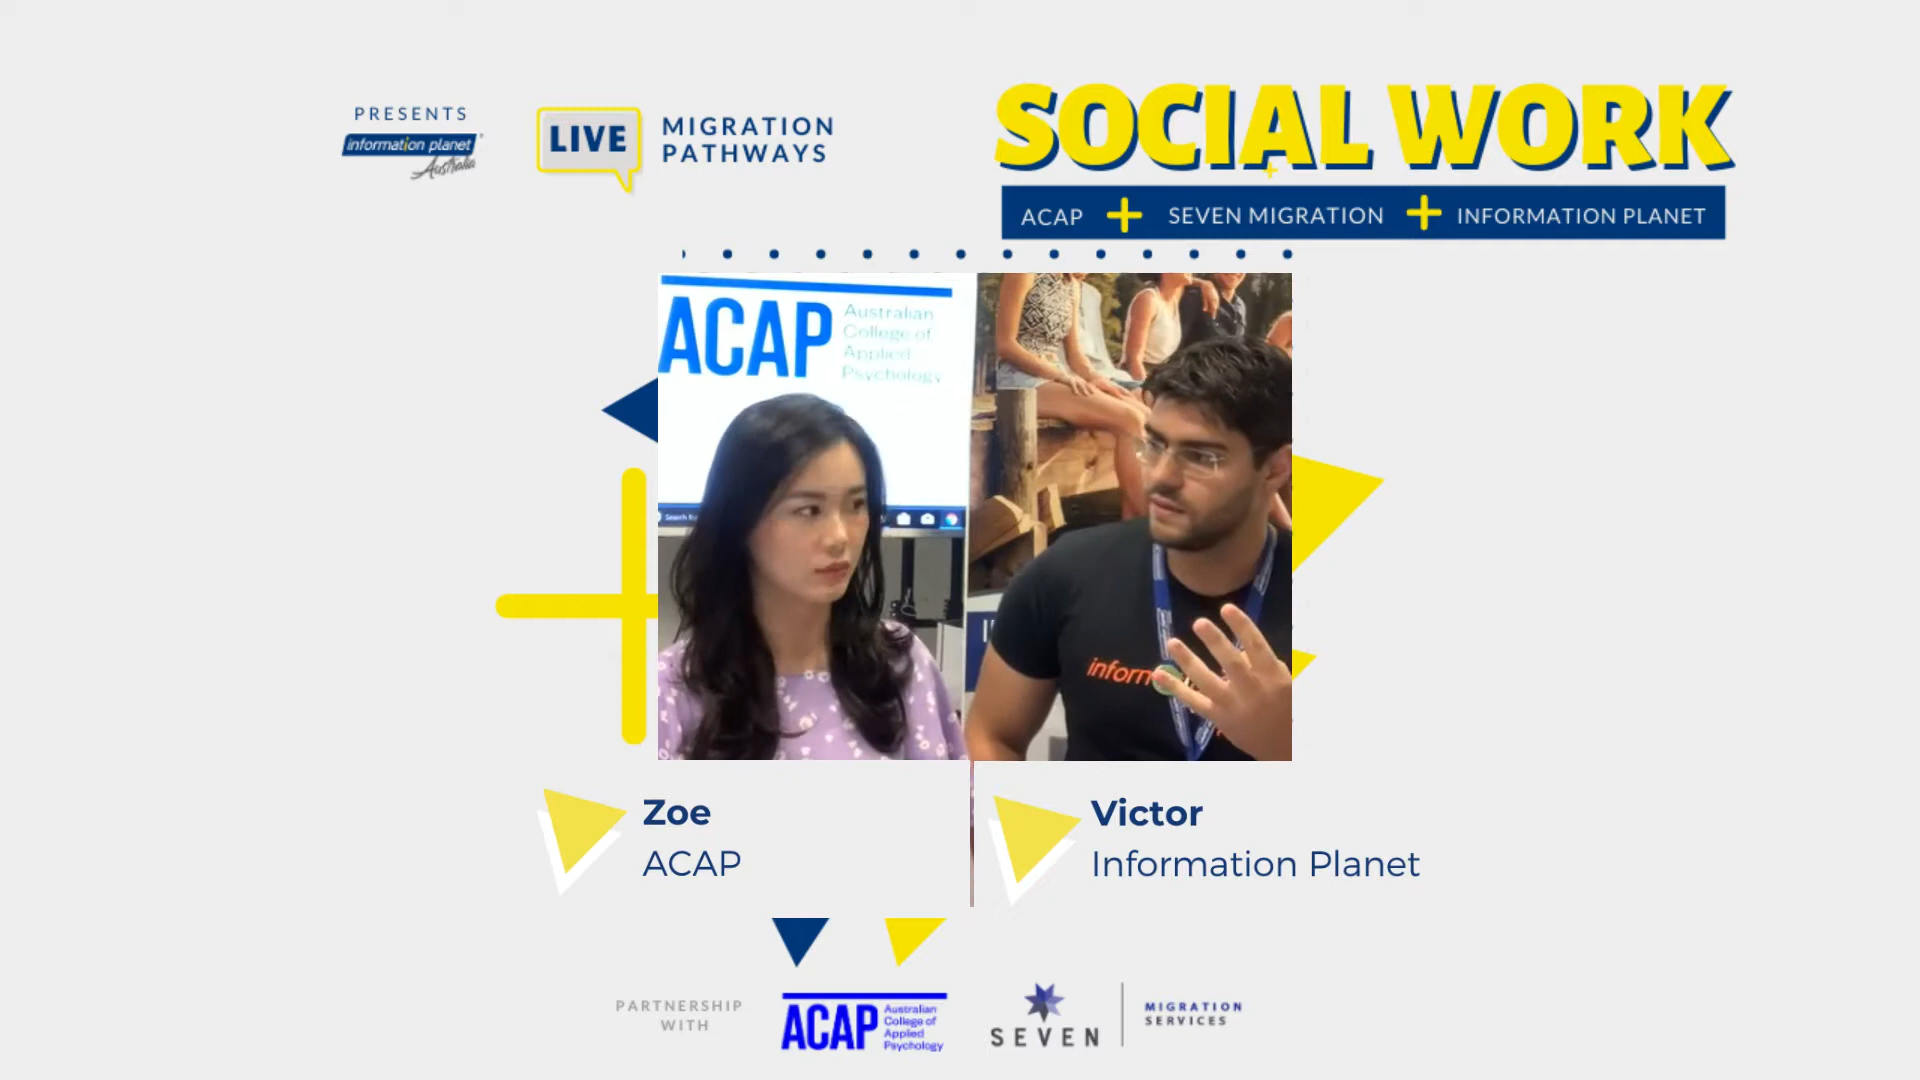 PRESENTS
information planet
Australia
LIVE
MIGRATION
PATHWAYS
SOCIAL WORK
ACAP + SEVEN MIGRATION + INFORMATION PLANET
ACAP
Australian
College of
Applied
Psychology
inform
Zoe
ACAP
Victor
Information Planet
PARTNERSHIP
WITH
ACAP
Australian
College of
Applied
Psychology
SEVEN
MIGRATION
SERVICES